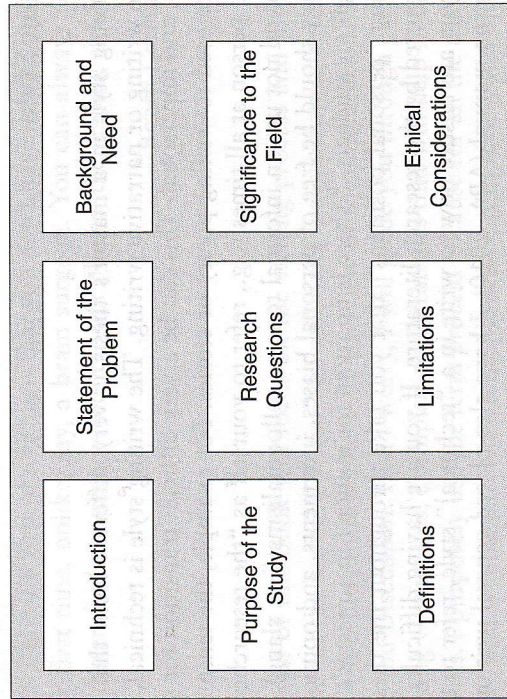 Introduction
Statement of the
Problem
Background and
Need
Purpose of the
Study
Research
Questions
Significance to the
Field
Definitions
Limitations
Ethical
Considerations